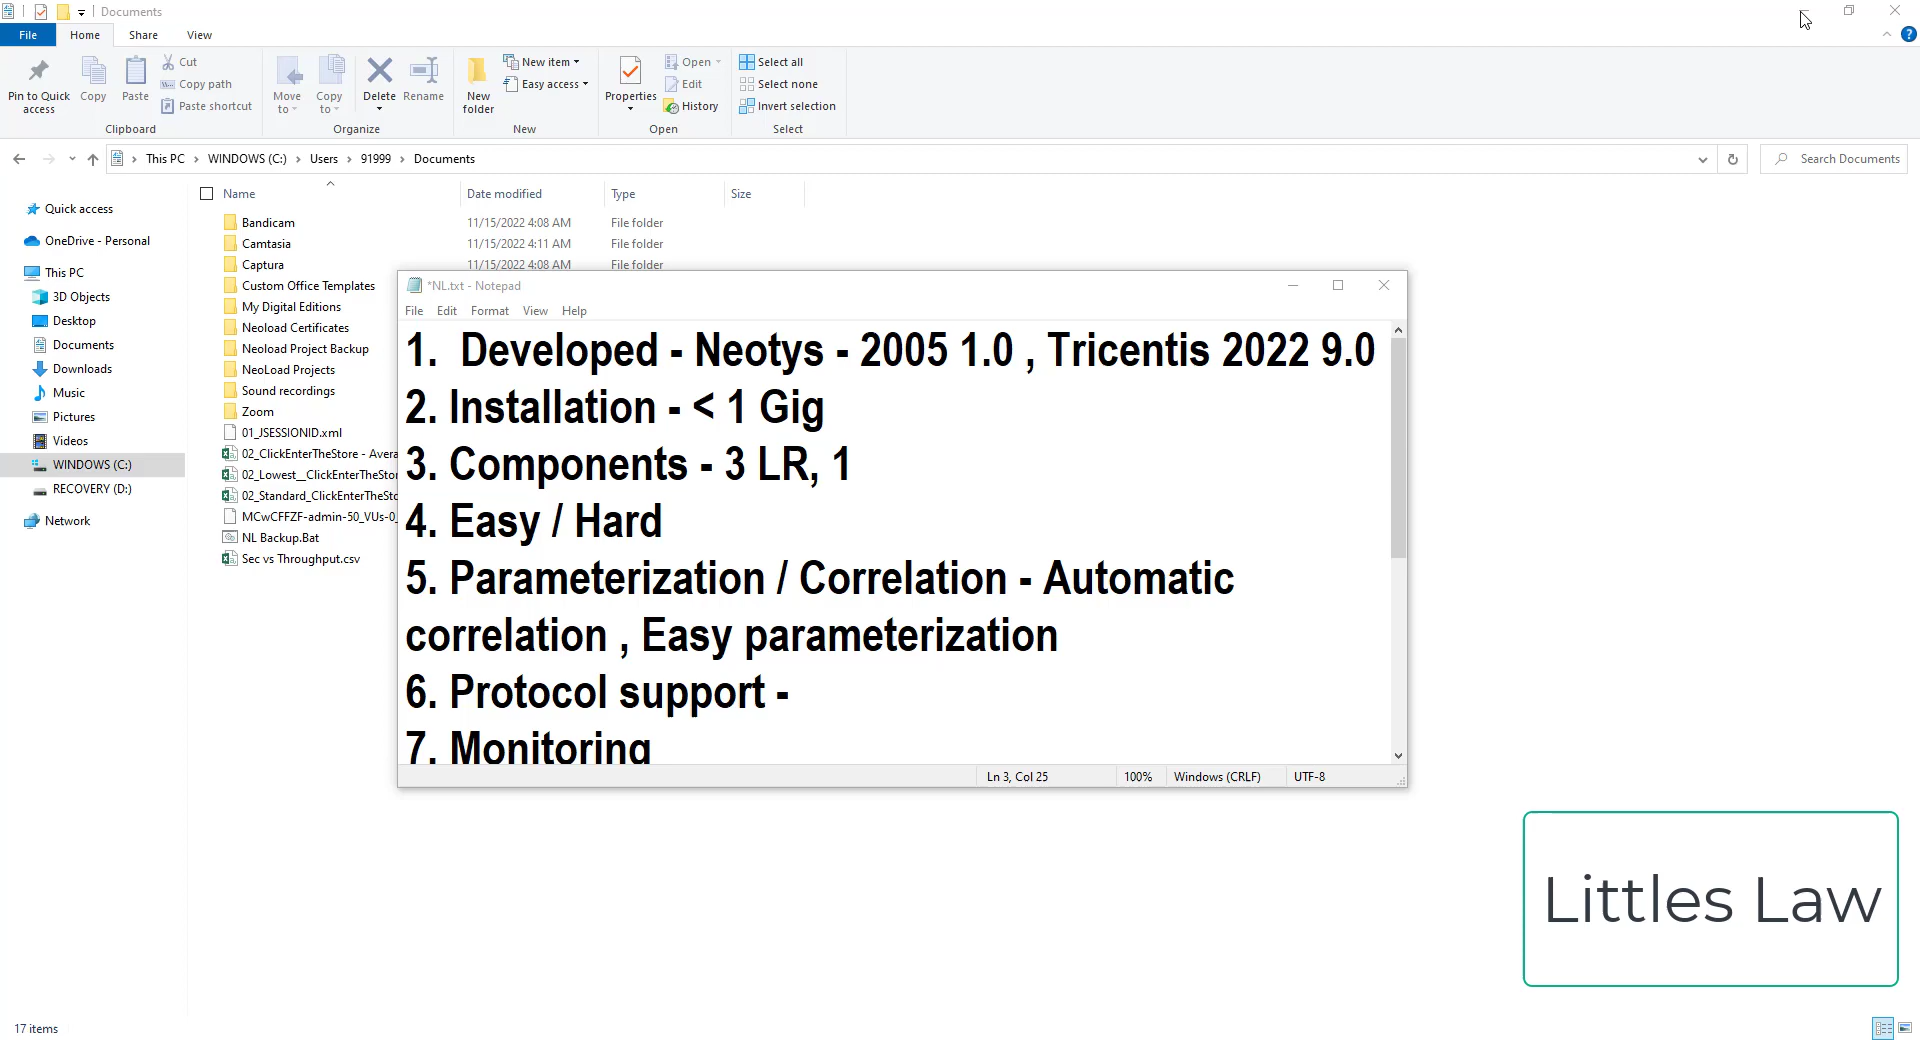 Documents
File Home Share View
Pin to Quick access
Copy
Paste
Cut
Copy path
Paste shortcut
Clipboard
Move to
Copy to
Delete
Rename
Organize
New folder
New item
Easy access
New
Properties
Open
Edit
History
Open
Select all
Select none
Invert selection
Select
This PC > WINDOWS (C:) > Users > 91999 > Documents
Search Documents
Name Date modified Type Size
Quick access
OneDrive - Personal
This PC
3D Objects
Desktop
Documents
Downloads
Music
Pictures
Videos
WINDOWS (C:)
RECOVERY (D:)
Network
Bandicam 11/15/2022 4:08 AM File folder
Camtasia 11/15/2022 4:11 AM File folder
Captura 11/15/2022 4:08 AM File folder
Custom Office Templates
My Digital Editions
Neoload Certificates
Neoload Project Backup
NeoLoad Projects
Sound recordings
Zoom
01_JSESSIONID.xml
02_ClickEnterTheStore - Avera
02_Lowest__ClickEnterTheStor
02_Standard_ClickEnterTheSto
MCwCFFZF-admin-50_VUs-0_
NL Backup.Bat
Sec vs Throughput.csv
*NL.txt - Notepad
File Edit Format View Help
1. Developed - Neotys - 2005 1.0 , Tricentis 2022 9.0
2. Installation - < 1 Gig
3. Components - 3 LR, 1
4. Easy / Hard
5. Parameterization / Correlation - Automatic
correlation , Easy parameterization
6. Protocol support -
7. Monitoring
Ln 3, Col 25 100% Windows (CRLF) UTF-8
Littles Law
17 items